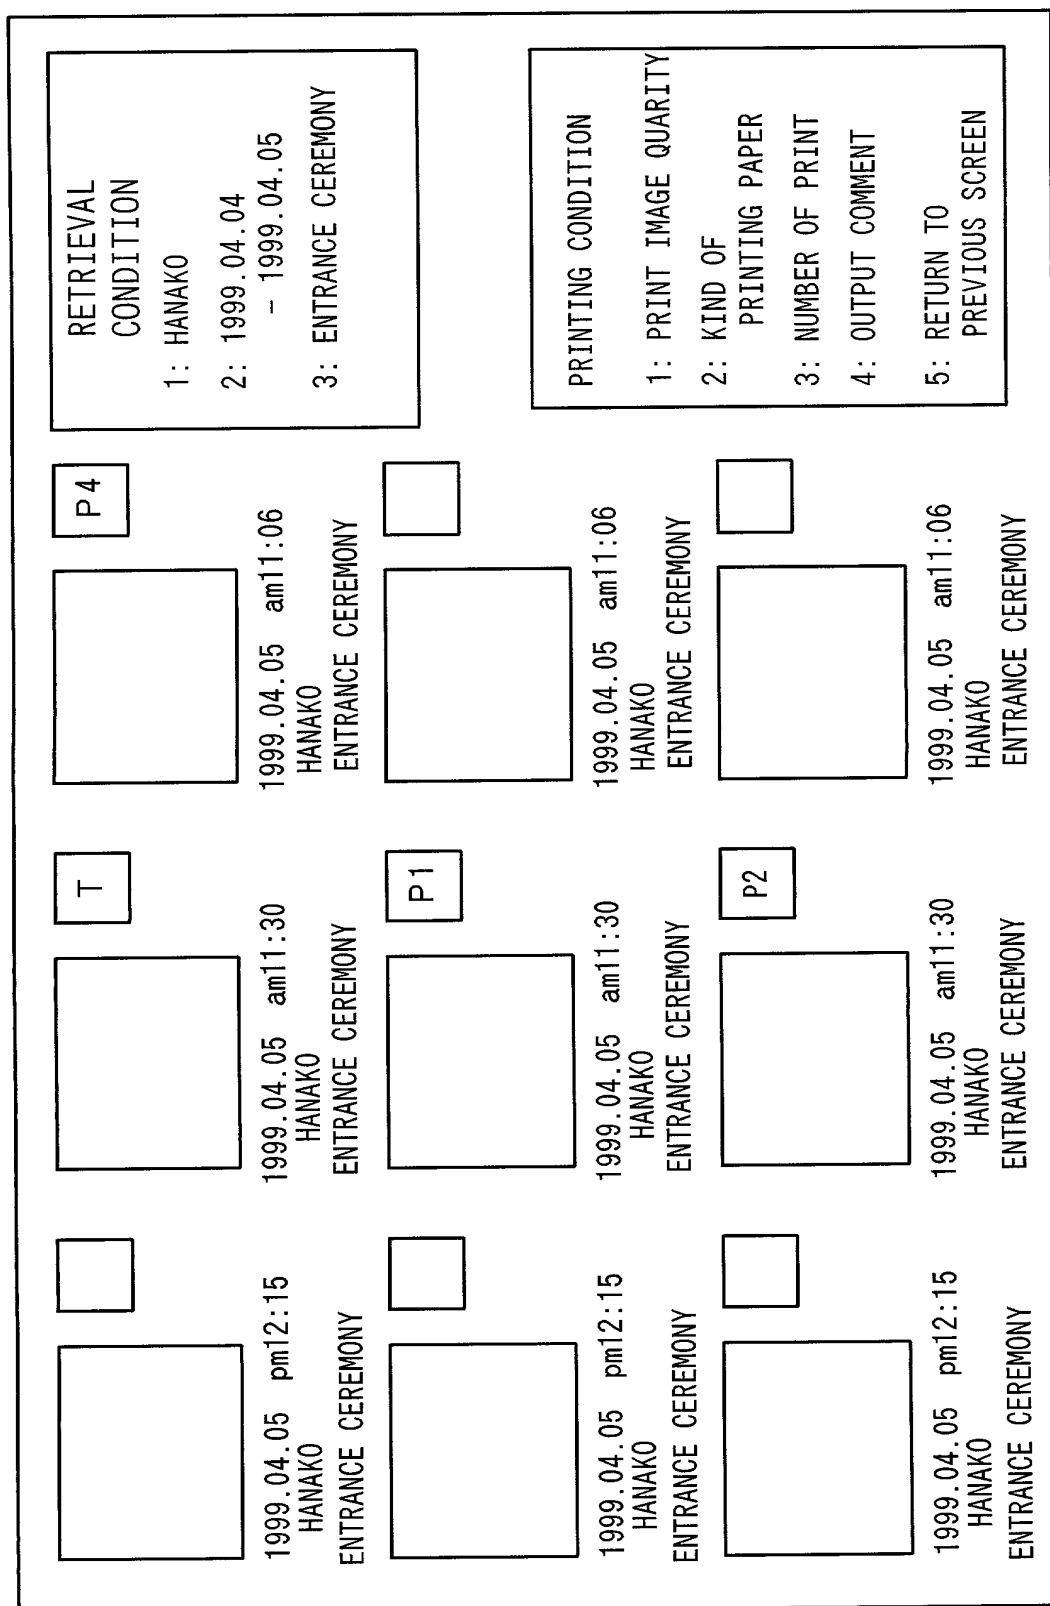 1999.04.05 pm12:15
HANAKO
ENTRANCE CEREMONY
T
1999.04.05 am11:30
HANAKO
ENTRANCE CEREMONY
P4
1999.04.05 am11:06
HANAKO
ENTRANCE CEREMONY
RETRIEVAL
CONDITION
1: HANAKO
2: 1999.04.04
- 1999.04.05
3: ENTRANCE CEREMONY
1999.04.05 pm12:15
HANAKO
ENTRANCE CEREMONY
P1
1999.04.05 am11:30
HANAKO
ENTRANCE CEREMONY
1999.04.05 am11:06
HANAKO
ENTRANCE CEREMONY
1999.04.05 pm12:15
HANAKO
ENTRANCE CEREMONY
P2
1999.04.05 am11:30
HANAKO
ENTRANCE CEREMONY
1999.04.05 am11:06
HANAKO
ENTRANCE CEREMONY
PRINTING CONDITION
1: PRINT IMAGE QUARITY
2: KIND OF
PRINTING PAPER
3: NUMBER OF PRINT
4: OUTPUT COMMENT
5: RETURN TO
PREVIOUS SCREEN